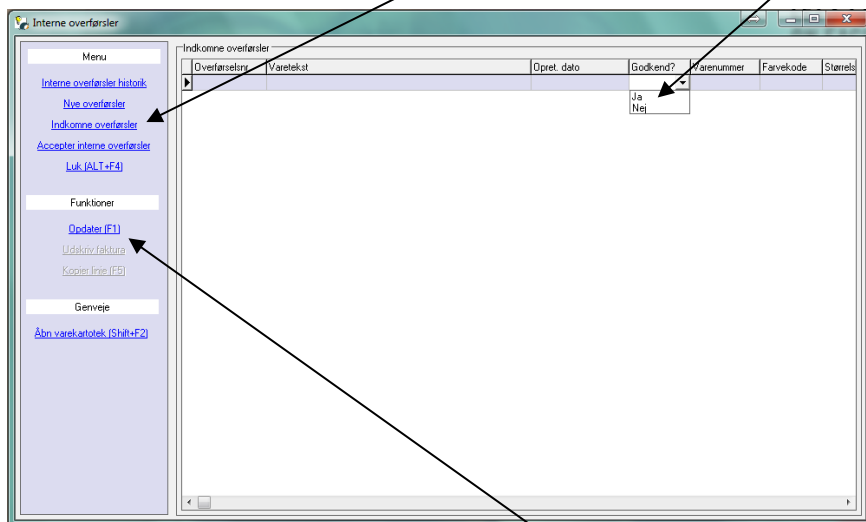 Interne overførsler
Menu
Interne overførsler historik
Nye overførsler
Indkomne overførsler
Accepter interne overførsler
Luk (ALT+F4)
Funktioner
Opdater (F1)
Udskriv faktura
Kopier linje (F5)
Genveje
Åbn varekartotek (Shift+F2)
Indkomne overførsler
Overførselsnr. Varetekst Opret. dato Godkend? Varenummer Farvekode Størrels
Ja
Nej